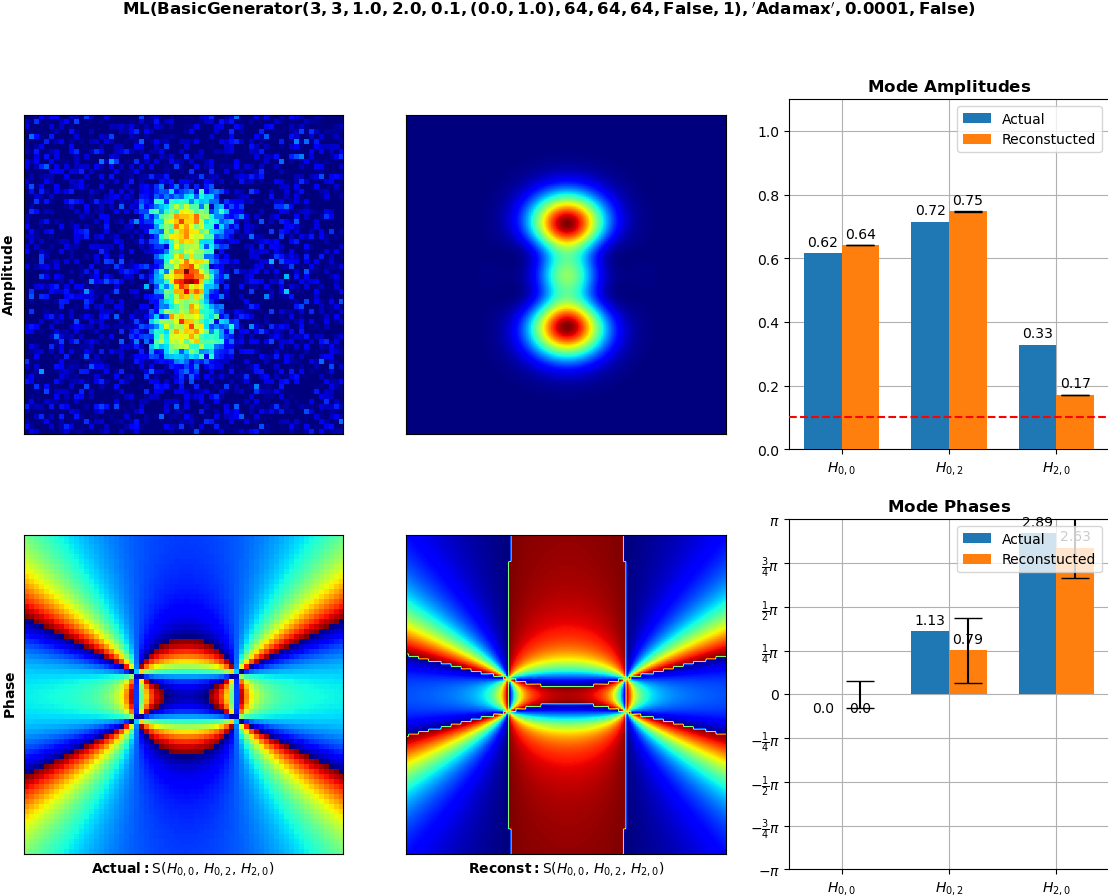 ML(BasicGenerator(3, 3, 1.0, 2.0, 0.1, (0.0, 1.0), 64, 64, 64, False, 1), 'Adamax', 0.0001, False)
Mode Amplitudes
Actual
Reconstucted
1.0
0.8
0.6
0.4
0.2
0.0
0.62
0.64
0.72
0.75
0.33
0.17
H0,0
H0,2
H2,0
Amplitude
Mode Phases
Actual
Reconstucted
π
3/4π
1/2π
1/4π
0
−1/4π
−1/2π
−3/4π
−π
0.0
0.0
1.13
0.79
2.89
2.63
H0,0
H0,2
H2,0
Phase
Actual: S(H0,0, H0,2, H2,0)
Reconst: S(H0,0, H0,2, H2,0)